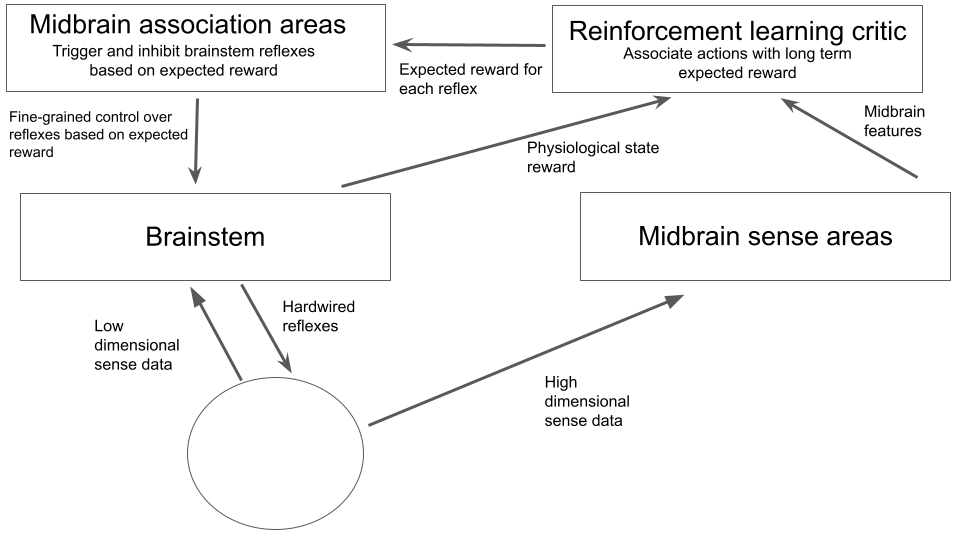 Midbrain association areas
Trigger and inhibit brainstem reflexes
based on expected reward
Reinforcement learning critic
Associate actions with long term
expected reward
Expected reward for
each reflex
Fine-grained control over
reflexes based on expected
reward
Midbrain
features
Physiological state
reward
Brainstem
Midbrain sense areas
Hardwired
reflexes
Low
dimensional
sense data
High
dimensional
sense data